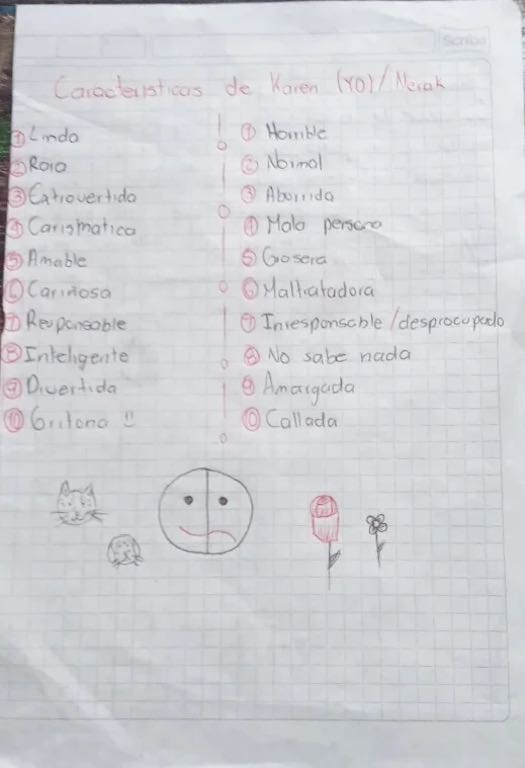 Scribe
Caracteristicas de Karen (YO)/Nerak
① Linda
② Rara
③ Extrovertida
④ Carismatica
⑤ Amable
⑥ Cariñosa
⑦ Responsable
⑧ Inteligente
⑨ Divertida
⑩ Gritona !!
① Horrible
② Normal
③ Aburrida
④ Mala persona
⑤ Grosera
⑥ Maltratadora
⑦ Irresponsable/desprocupado
⑧ No sabe nada
⑨ Amargada
⑩ Callada